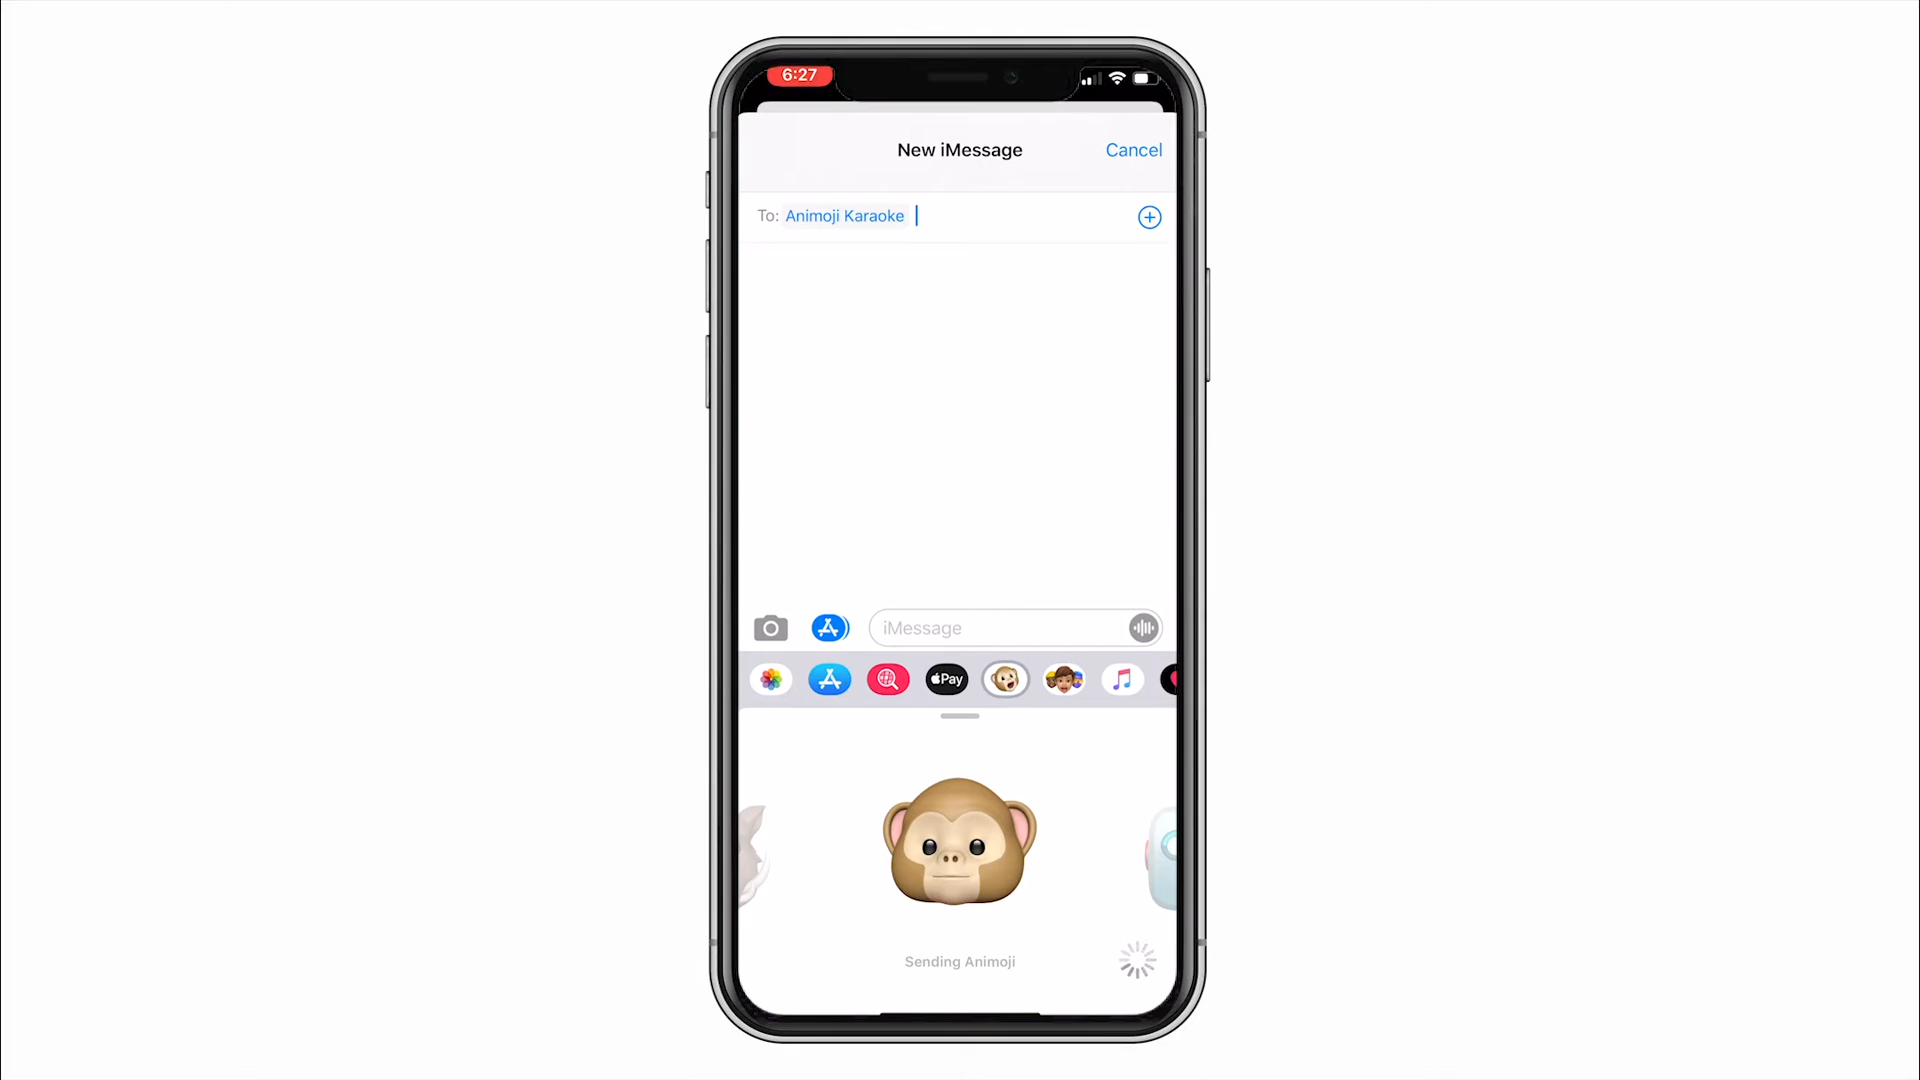 6:27
New iMessage
Cancel
To: Animoji Karaoke
iMessage
Pay
Sending Animoji